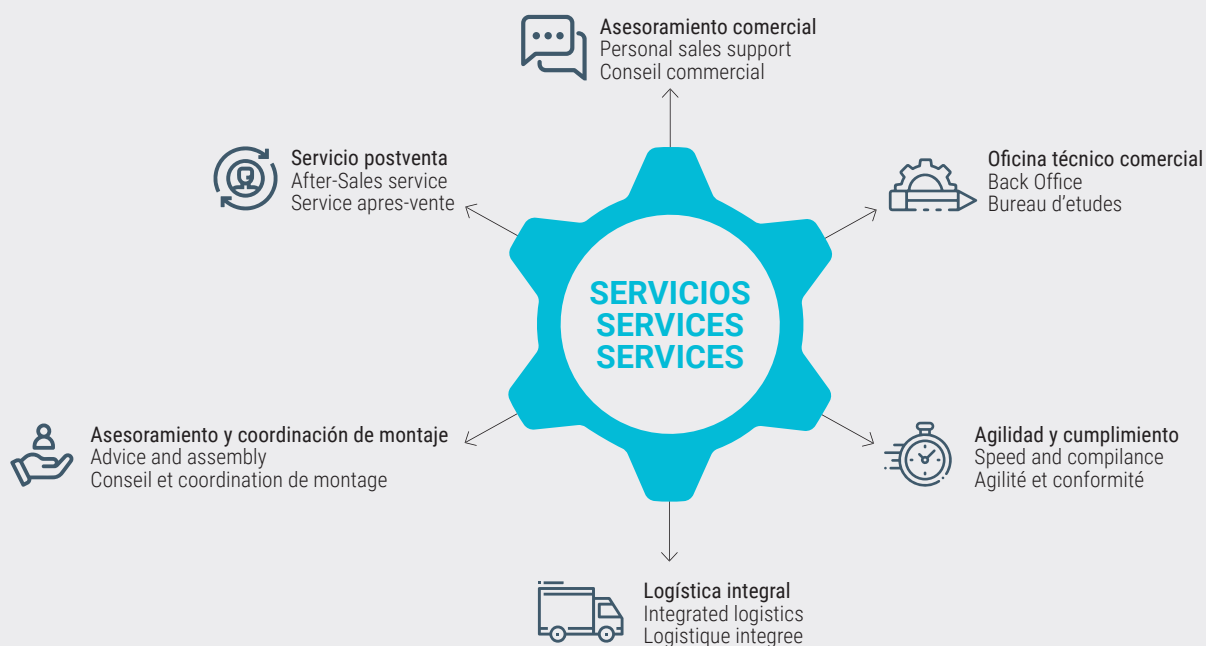 Asesoramiento comercial
Personal sales support
Conseil commercial
Servicio postventa
After-Sales service
Service apres-vente
Oficina técnico comercial
Back Office
Bureau d'etudes
SERVICIOS
SERVICES
SERVICES
Asesoramiento y coordinación de montaje
Advice and assembly
Conseil et coordination de montage
Agilidad y cumplimiento
Speed and compilance
Agilité et conformité
Logística integral
Integrated logistics
Logistique integree